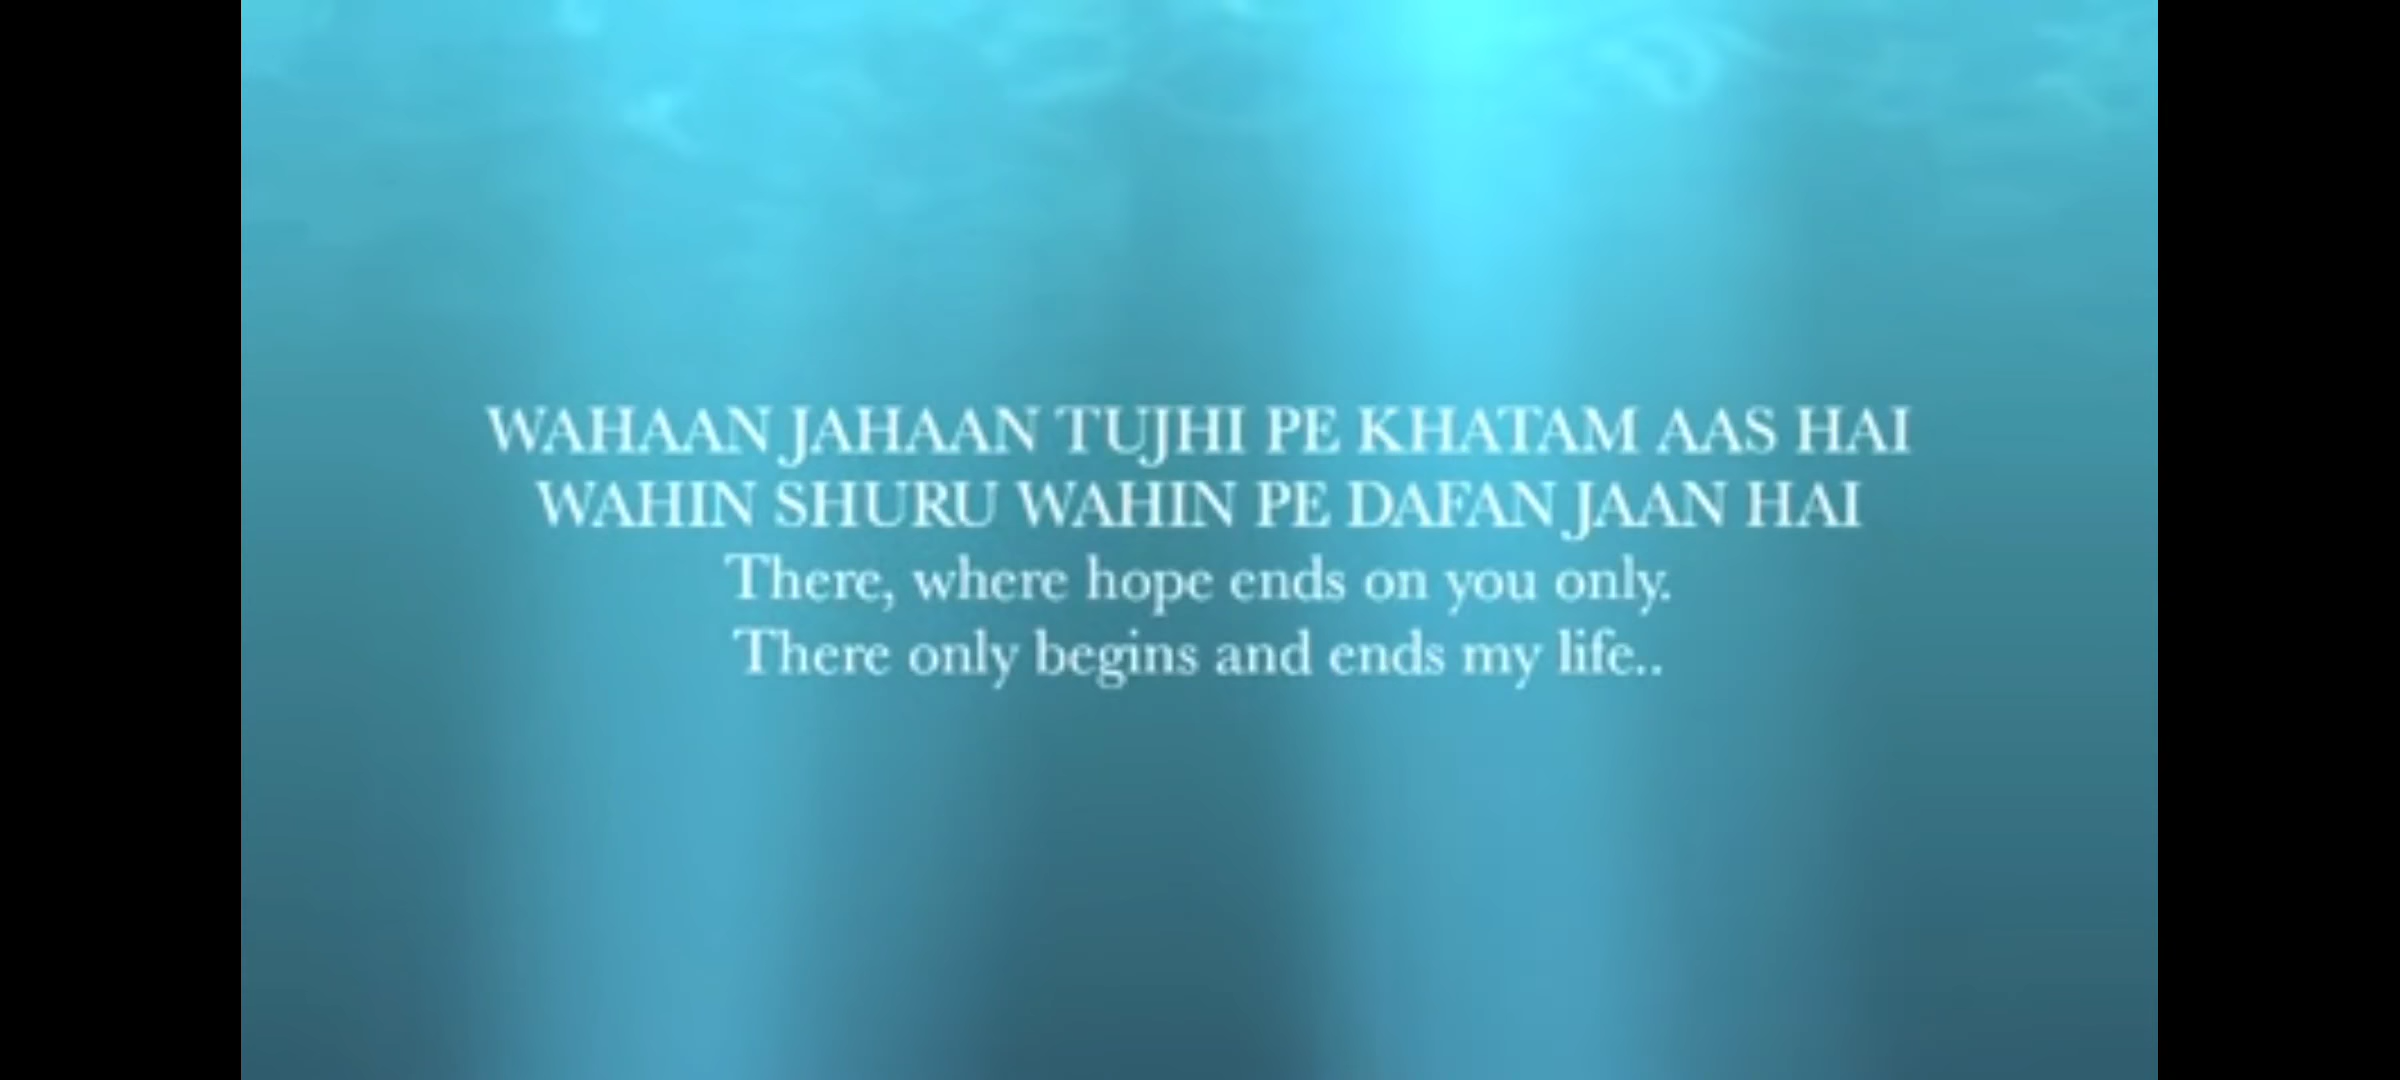 WAHAAN JAHAAN TUJHI PE KHATAM AAS HAI
WAHIN SHURU WAHIN PE DAFAN JAAN HAI
There, where hope ends on you only.
There only begins and ends my life..